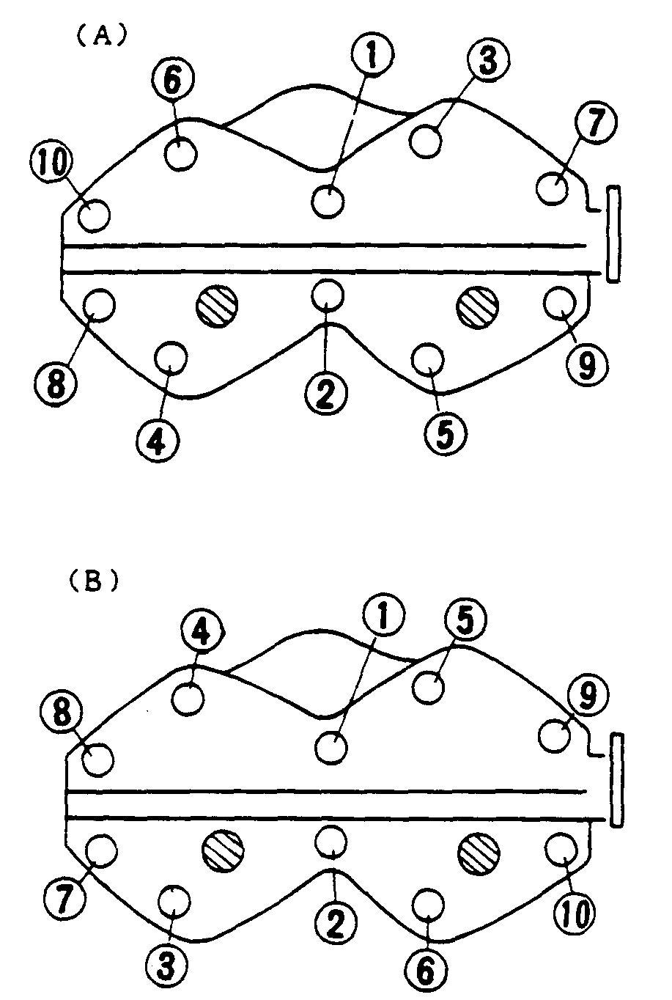 (A)
① ③
⑥
⑦
⑩
⑧ ② ⑨
④ ⑤
(B)
① ⑤
④
⑧ ⑨
⑦ ② ⑩
③ ⑥